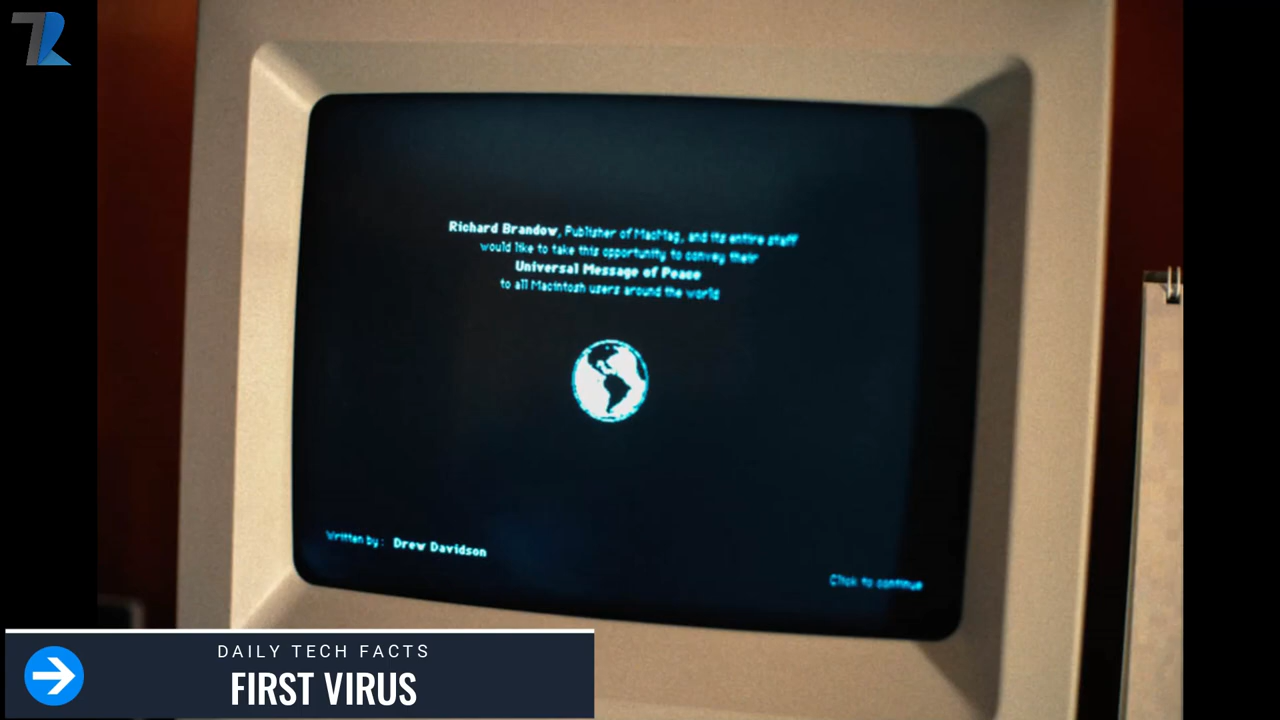 Richard Brandow, Publisher of MacMag, and its entire staff
would like to take this opportunity to convey their
Universal Message of Peace
to all Macintosh users around the world
Written by: Drew Davidson
Click to continue
DAILY TECH FACTS
FIRST VIRUS